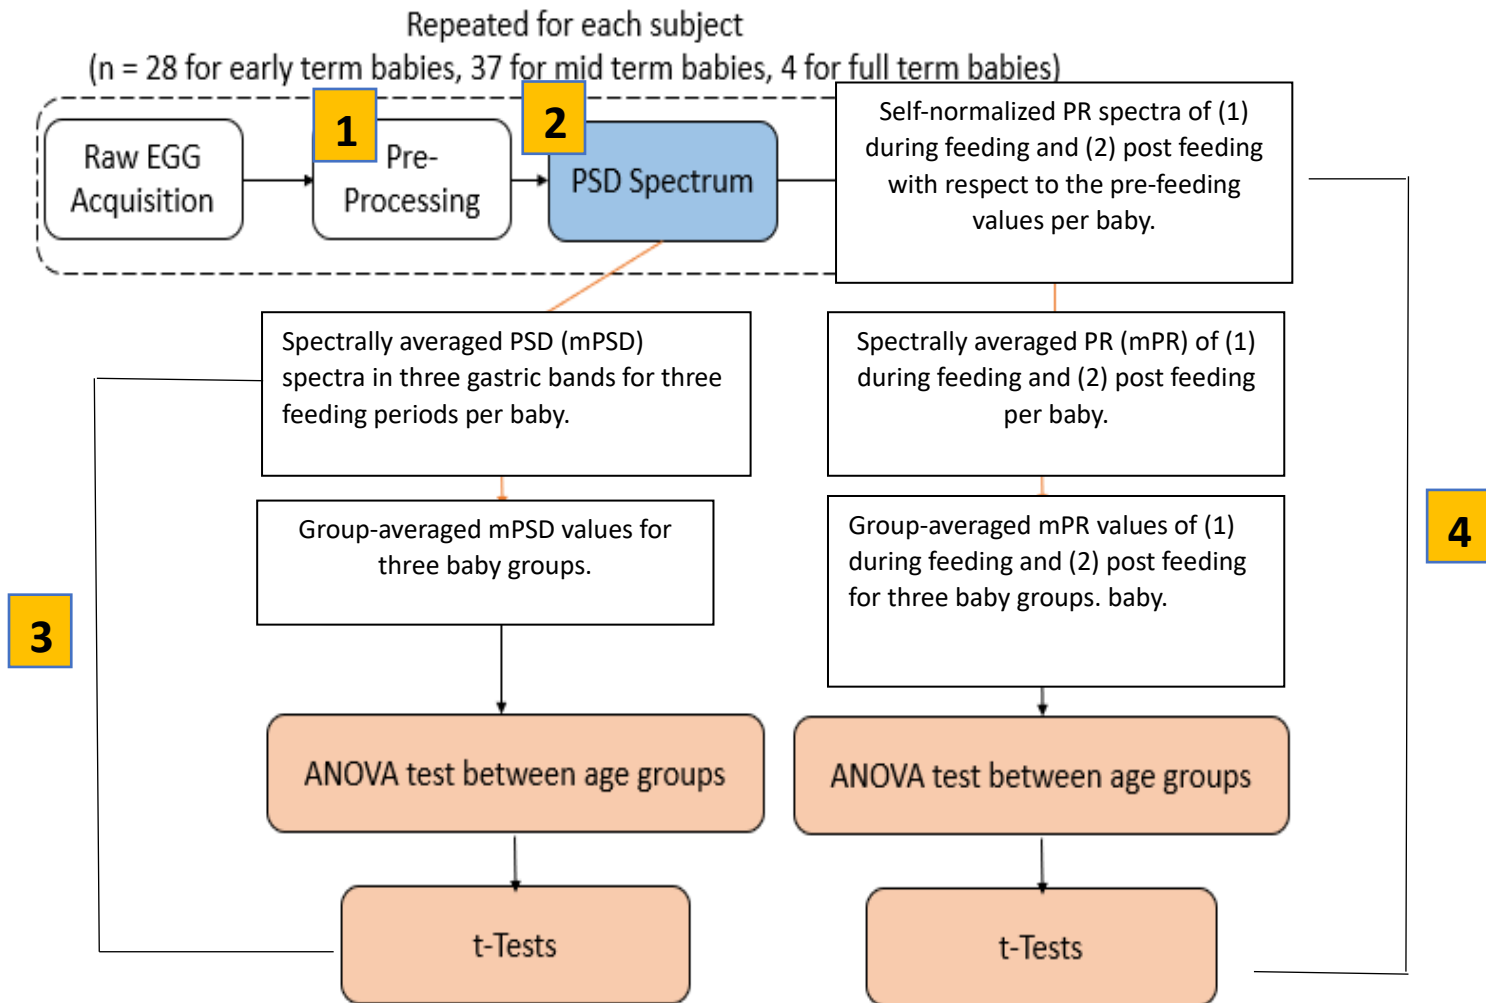 Repeated for each subject
(n = 28 for early term babies, 37 for mid term babies, 4 for full term babies)
1
2
Raw EGG
Acquisition
Pre-
Processing
PSD Spectrum
Self-normalized PR spectra of (1)
during feeding and (2) post feeding
with respect to the pre-feeding
values per baby.
Spectrally averaged PSD (mPSD)
spectra in three gastric bands for three
feeding periods per baby.
Spectrally averaged PR (mPR) of (1)
during feeding and (2) post feeding
per baby.
Group-averaged mPSD values for
three baby groups.
Group-averaged mPR values of (1)
during feeding and (2) post feeding
for three baby groups. baby.
3
4
ANOVA test between age groups
ANOVA test between age groups
t-Tests
t-Tests